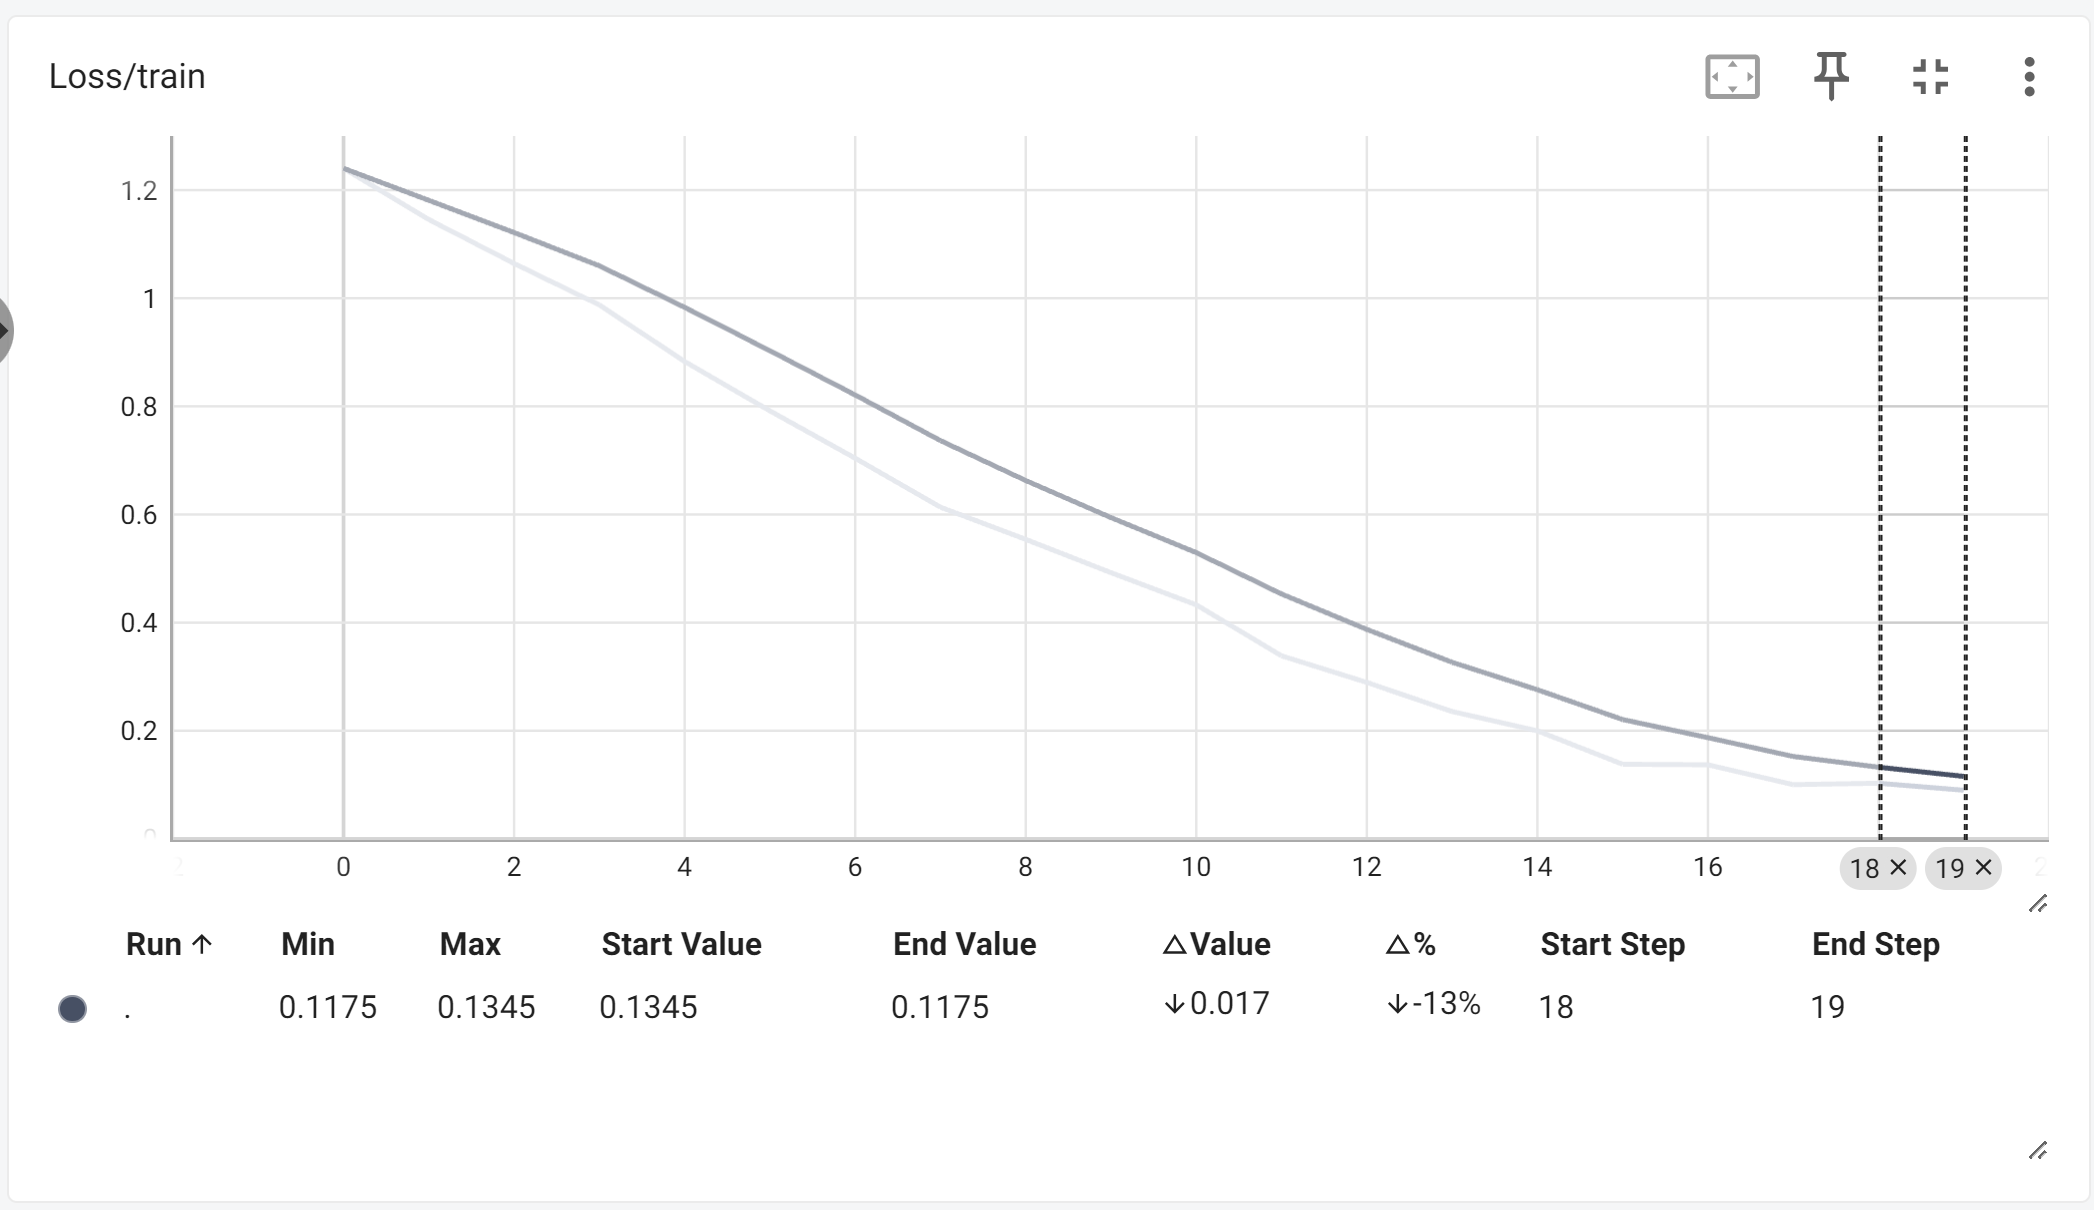 Loss/train
1.2
1
0.8
0.6
0.4
0.2
0
0 2 4 6 8 10 12 14 16 18 × 19 ×
Run ↑ Min Max Start Value End Value △Value △% Start Step End Step
. 0.1175 0.1345 0.1345 0.1175 ↓0.017 ↓-13% 18 19